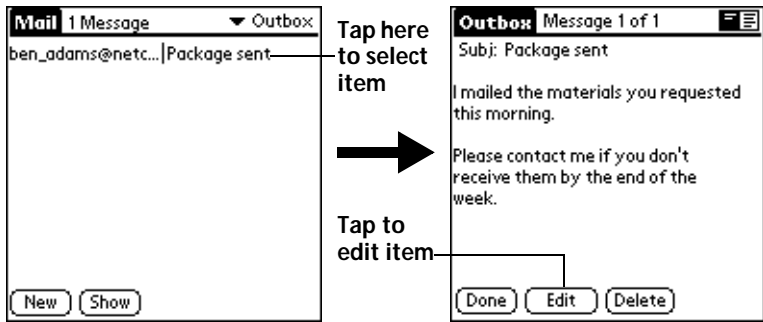 Mail 1 Message Outbox
ben_adams@netc... Package sent
New Show
Tap here
to select
item
Tap to
edit item
Outbox Message 1 of 1
Subj: Package sent
I mailed the materials you requested
this morning.
Please contact me if you don't
receive them by the end of the
week.
Done Edit Delete